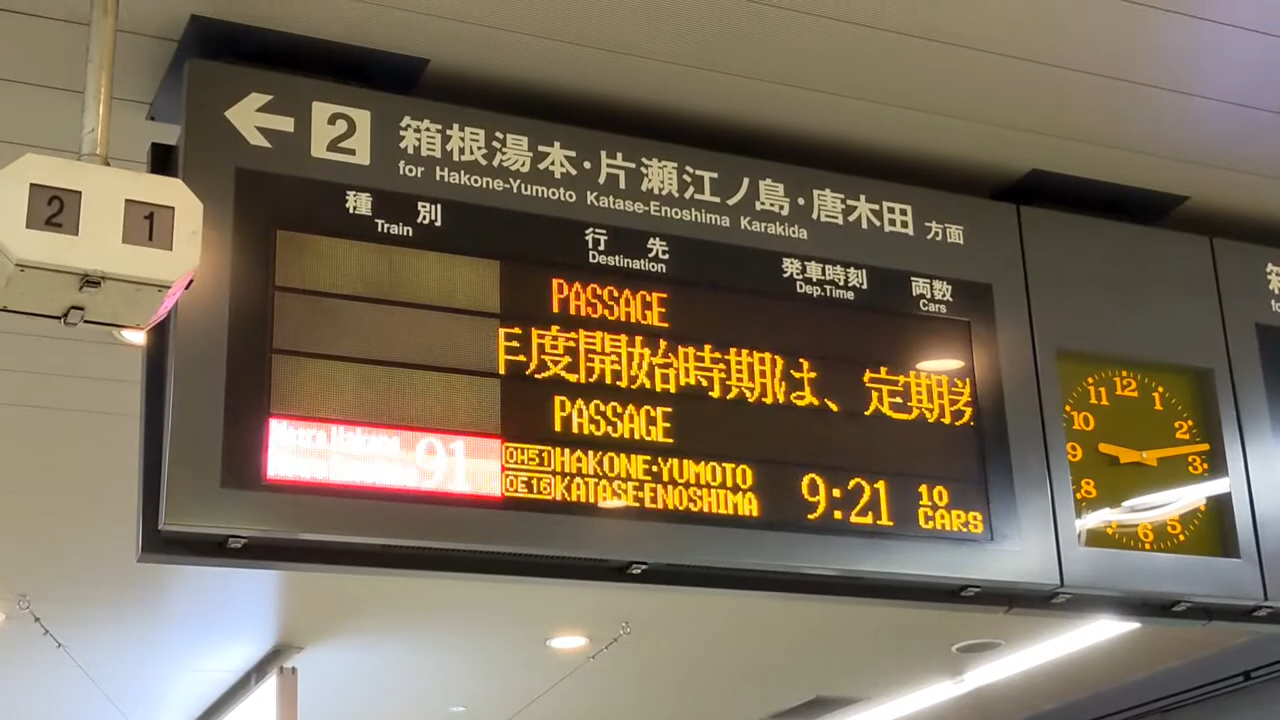 2 1
← 2 箱根湯本・片瀬江ノ島・唐木田 方面
for Hakone-Yumoto Katase-Enoshima Karakida
種別 行先 発車時刻 両数
Train Destination Dep.Time Cars
PASSAGE
度開始時期は、定期
PASSAGE
91 OH51 HAKONE-YUMOTO 9:21 10
OE16 KATASE-ENOSHIMA CARS
12
11 1
10 2
9 3
8
6 5